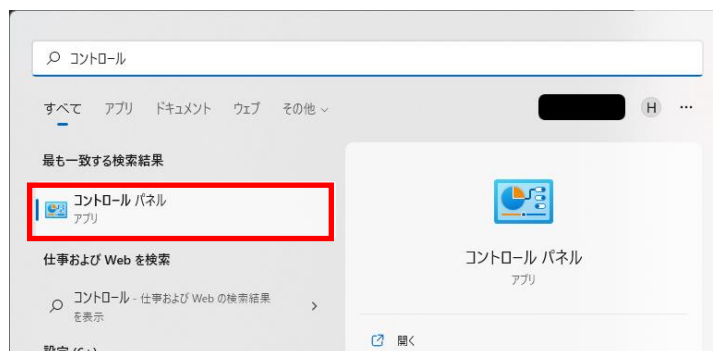 コントロール
すべて アプリ ドキュメント ウェブ その他
H ...
最も一致する検索結果
コントロール パネル
アプリ
仕事および Web を検索
コントロール - 仕事および Web の検索結果
を表示
コントロール パネル
アプリ
開く